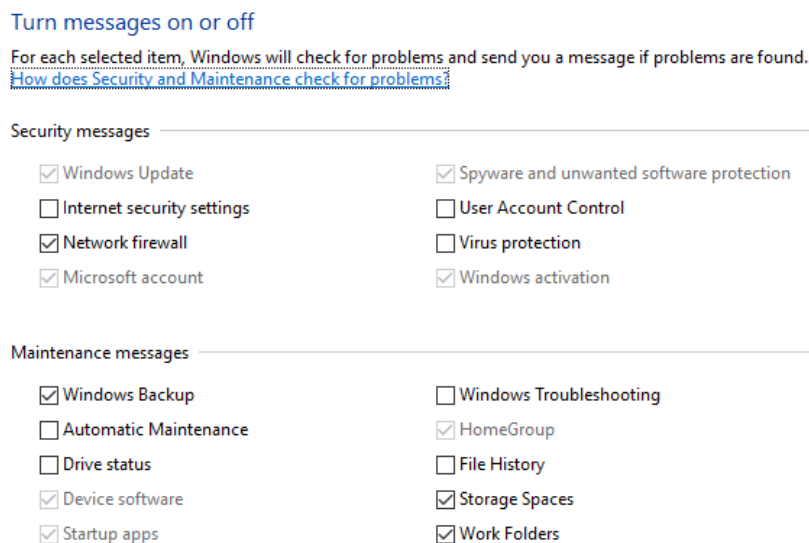 Turn messages on or off
For each selected item, Windows will check for problems and send you a message if problems are found.
How does Security and Maintenance check for problems?
Security messages
Windows Update
Spyware and unwanted software protection
Internet security settings
User Account Control
Network firewall
Virus protection
Microsoft account
Windows activation
Maintenance messages
Windows Backup
Windows Troubleshooting
Automatic Maintenance
HomeGroup
Drive status
File History
Device software
Storage Spaces
Startup apps
Work Folders